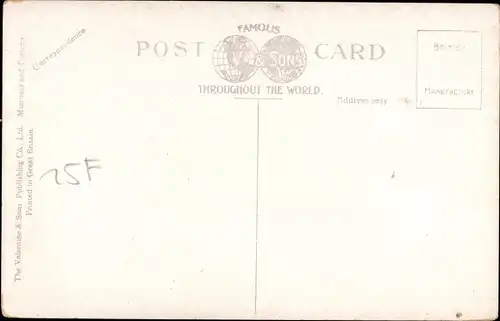 FAMOUS
POST CARD
V. & SONS
THROUGHOUT THE WORLD.
BRITISH
MANUFACTURE
Correspondence
Address only
25F
The Valentine & Sons Publishing Co., Ltd. Montreal and Toronto
Printed in Great Britain